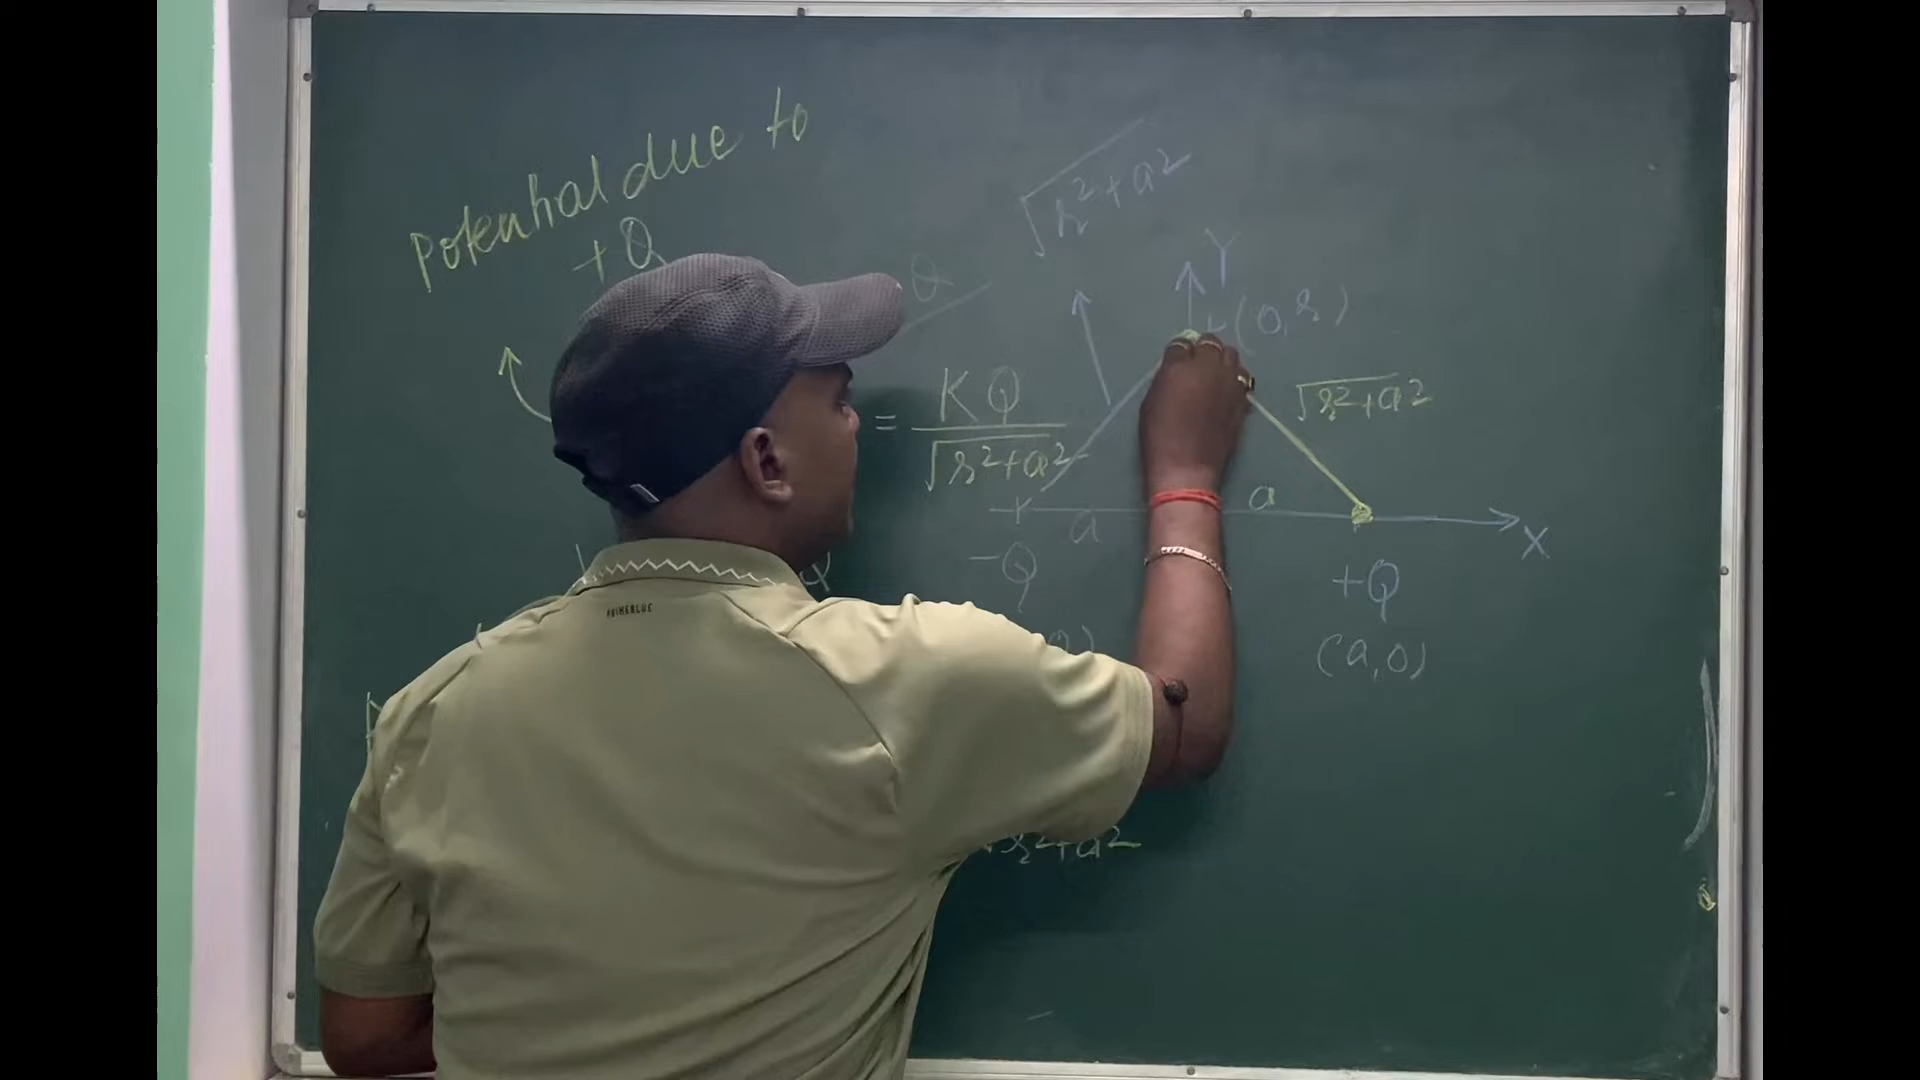 Potential due to
+Q
Q
√r²+a²
Y
(0,r)
= KQ
√r²+a²
√r²+a²
a
a
X
-Q
+Q
(a,0)
r²+a²